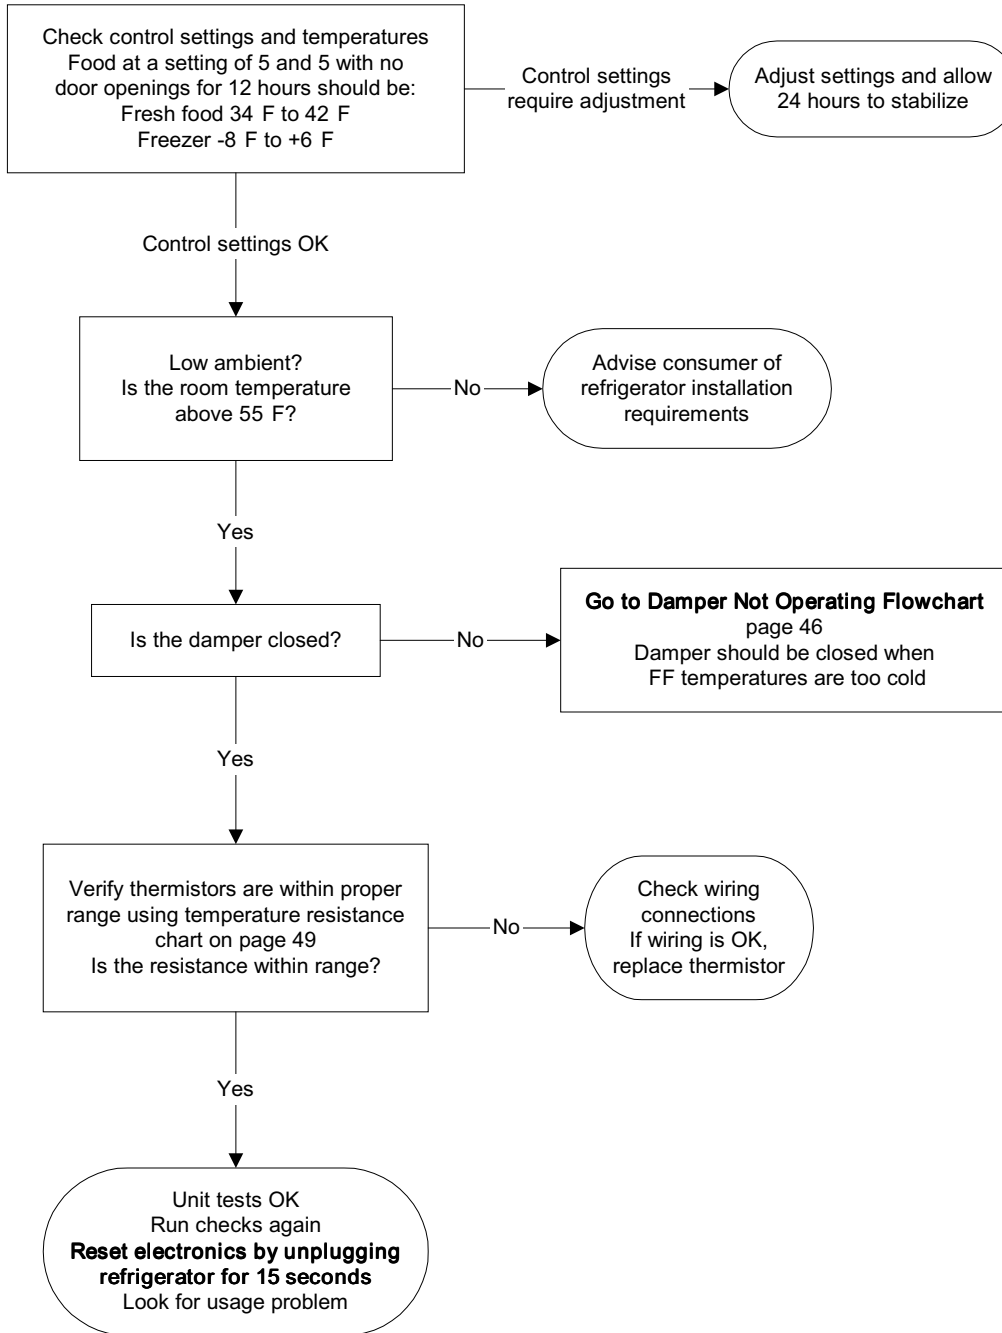 Check control settings and temperatures
Food at a setting of 5 and 5 with no
door openings for 12 hours should be:
Fresh food 34 F to 42 F
Freezer -8 F to +6 F
Control settings
require adjustment
Adjust settings and allow
24 hours to stabilize
Control settings OK
Low ambient?
Is the room temperature
above 55 F?
No
Advise consumer of
refrigerator installation
requirements
Yes
Is the damper closed?
No
Go to Damper Not Operating Flowchart
page 46
Damper should be closed when
FF temperatures are too cold
Yes
Verify thermistors are within proper
range using temperature resistance
chart on page 49
Is the resistance within range?
No
Check wiring
connections
If wiring is OK,
replace thermistor
Yes
Unit tests OK
Run checks again
Reset electronics by unplugging
refrigerator for 15 seconds
Look for usage problem